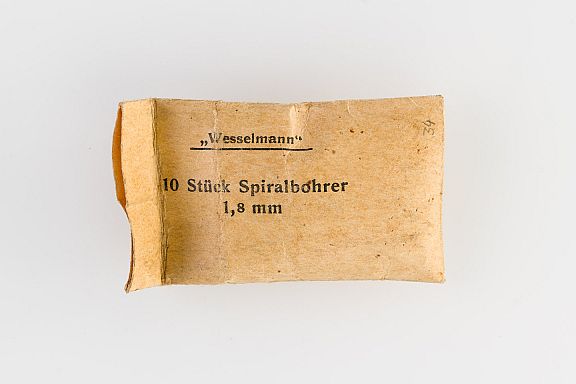 „Wesselmann“
10 Stück Spiralbohrer
1,8 mm
34